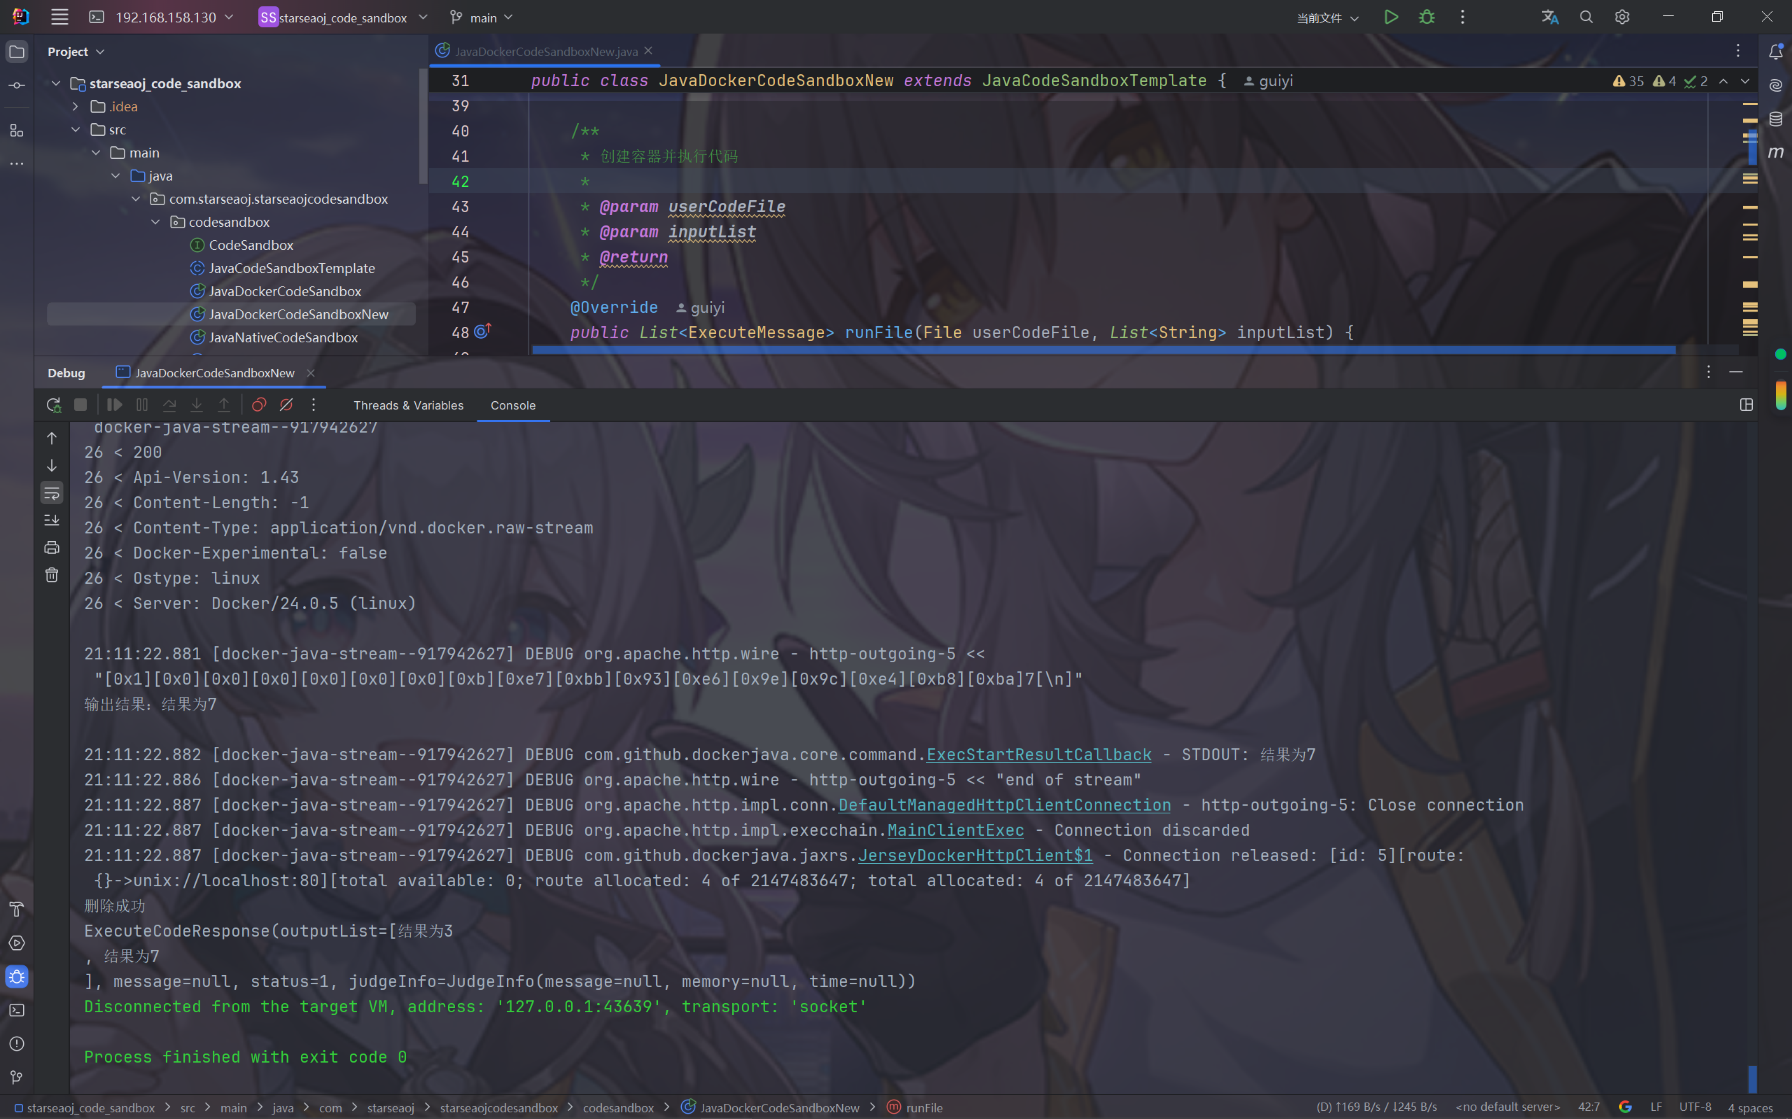 192.168.158.130
SS starseaoj_code_sandbox
main
当前文件
Project
JavaDockerCodeSandboxNew.java
starseaoj_code_sandbox
.idea
src
main
java
com.starseaoj.starseaojcodesandbox
codesandbox
CodeSandbox
JavaCodeSandboxTemplate
JavaDockerCodeSandbox
JavaDockerCodeSandboxNew
JavaNativeCodeSandbox
31 public class JavaDockerCodeSandboxNew extends JavaCodeSandboxTemplate { guiyi
35 4 2
39
40 /**
41 * 创建容器并执行代码
42 *
43 * @param userCodeFile
44 * @param inputList
45 * @return
46 */
47 @Override guiyi
48 public List<ExecuteMessage> runFile(File userCodeFile, List<String> inputList) {
m
Debug
JavaDockerCodeSandboxNew
Threads & Variables
Console
docker-java-stream--917942627
26 < 200
26 < Api-Version: 1.43
26 < Content-Length: -1
26 < Content-Type: application/vnd.docker.raw-stream
26 < Docker-Experimental: false
26 < Ostype: linux
26 < Server: Docker/24.0.5 (linux)
21:11:22.881 [docker-java-stream--917942627] DEBUG org.apache.http.wire - http-outgoing-5 <<
"[0x1][0x0][0x0][0x0][0x0][0x0][0x0][0xb][0xe7][0xbb][0x93][0xe6][0x9e][0x9c][0xe4][0xb8][0xba]7[\n]"
输出结果：结果为7
21:11:22.882 [docker-java-stream--917942627] DEBUG com.github.dockerjava.core.command.ExecStartResultCallback - STDOUT: 结果为7
21:11:22.886 [docker-java-stream--917942627] DEBUG org.apache.http.wire - http-outgoing-5 << "end of stream"
21:11:22.887 [docker-java-stream--917942627] DEBUG org.apache.http.impl.conn.DefaultManagedHttpClientConnection - http-outgoing-5: Close connection
21:11:22.887 [docker-java-stream--917942627] DEBUG org.apache.http.impl.execchain.MainClientExec - Connection discarded
21:11:22.887 [docker-java-stream--917942627] DEBUG com.github.dockerjava.jaxrs.JerseyDockerHttpClient$1 - Connection released: [id: 5][route:
{}->unix://localhost:80][total available: 0; route allocated: 4 of 2147483647; total allocated: 4 of 2147483647]
删除成功
ExecuteCodeResponse(outputList=[结果为3
, 结果为7
], message=null, status=1, judgeInfo=JudgeInfo(message=null, memory=null, time=null))
Disconnected from the target VM, address: '127.0.0.1:43639', transport: 'socket'
Process finished with exit code 0
starseaoj_code_sandbox > src > main > java > com > starseaoj > starseaojcodesandbox > codesandbox > JavaDockerCodeSandboxNew > m runFile
(D) ↑169 B/s / ↓245 B/s <no default server> 42:7 G LF UTF-8 4 spaces